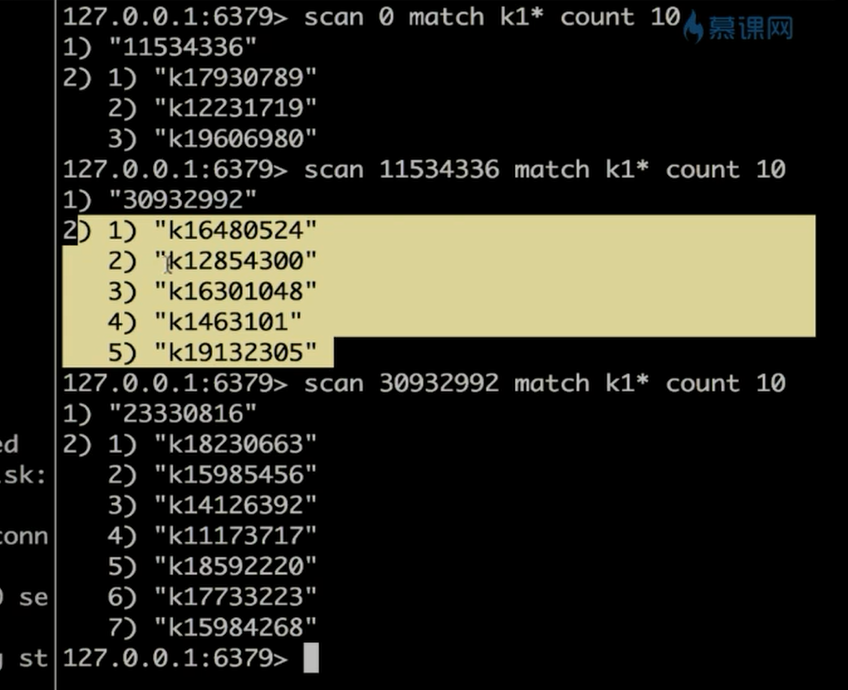 127.0.0.1:6379> scan 0 match k1* count 10
慕课网
1) "11534336"
2) 1) "k17930789"
2) "k12231719"
3) "k19606980"
127.0.0.1:6379> scan 11534336 match k1* count 10
1) "30932992"
2) 1) "k16480524"
2) "k12854300"
3) "k16301048"
4) "k1463101"
5) "k19132305"
127.0.0.1:6379> scan 30932992 match k1* count 10
1) "23330816"
ed
2) 1) "k18230663"
.sk:
2) "k15985456"
3) "k14126392"
conn
4) "k11173717"
5) "k18592220"
) se
6) "k17733223"
7) "k15984268"
g st
127.0.0.1:6379>